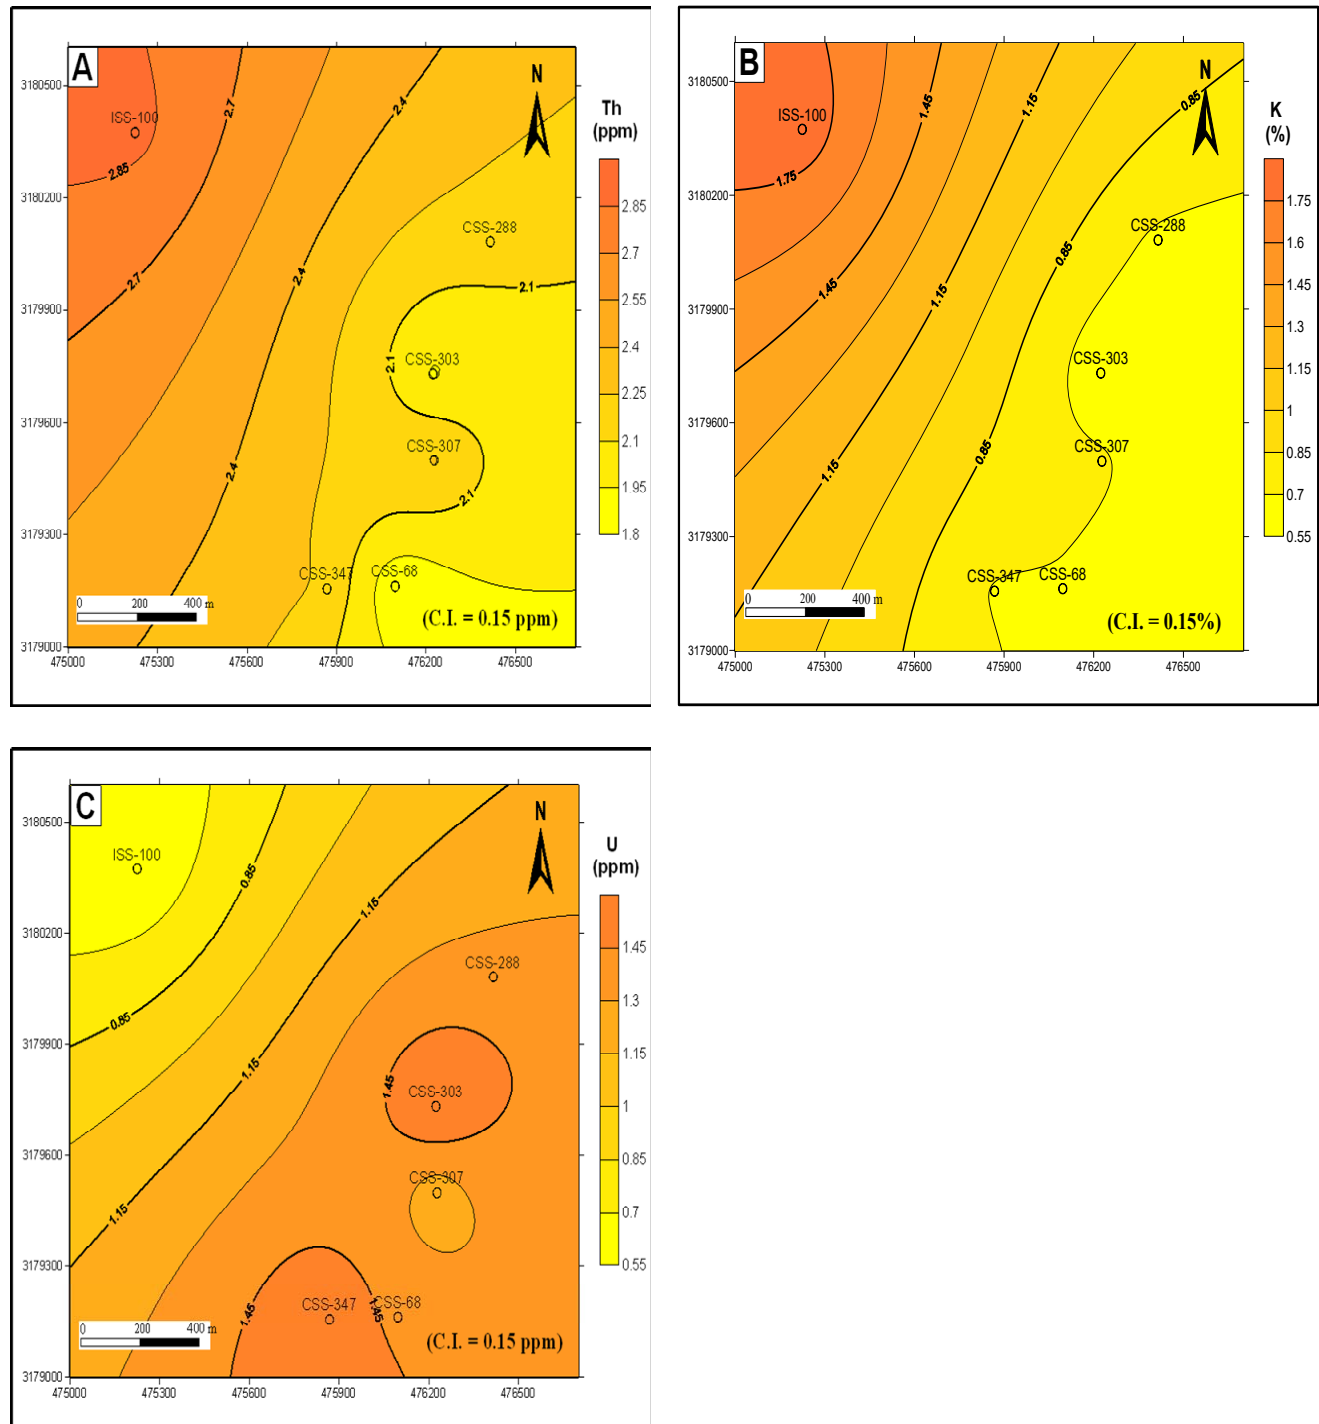 A
N
Th
(ppm)
3180500
3180200
3179900
3179600
3179300
3179000
475000
475300
475600
475900
476200
476500
ISS-100
2.85
2.7
2.7
2.4
2.4
2.4
2.1
2.1
2.1
CSS-288
CSS-303
CSS-307
CSS-347
CSS-68
0 200 400 m
(C.I. = 0.15 ppm)
2.85
2.7
2.55
2.4
2.25
2.1
1.95
1.8
B
N
K
(%)
3180500
3180200
3179900
3179600
3179300
3179000
475000
475300
475600
475900
476200
476500
ISS-100
1.75
1.45
1.45
1.15
1.15
1.15
0.85
0.85
0.85
CSS-288
CSS-303
CSS-307
CSS-347
CSS-68
0 200 400 m
(C.I. = 0.15%)
1.75
1.6
1.45
1.3
1.15
1
0.85
0.7
0.55
C
N
U
(ppm)
3180500
3180200
3179900
3179600
3179300
3179000
475000
475300
475600
475900
476200
476500
ISS-100
0.85
0.85
1.15
1.15
1.15
CSS-288
1.45
CSS-303
CSS-307
1.45
CSS-347
1.45
CSS-68
0 200 400 m
(C.I. = 0.15 ppm)
1.45
1.3
1.15
1
0.85
0.7
0.55